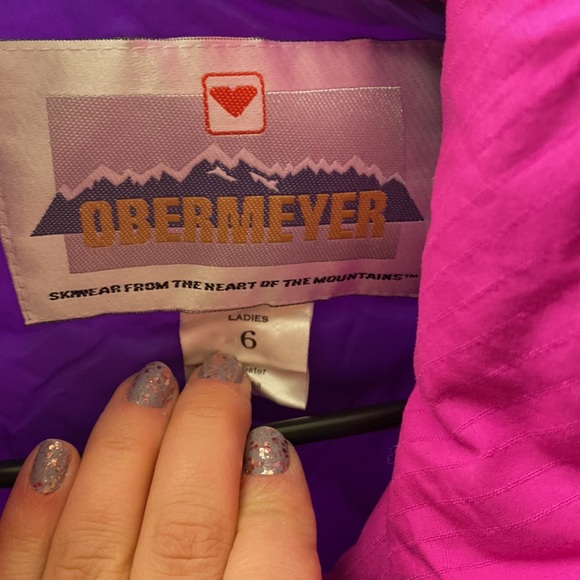 OBERMEYER
SKIWEAR FROM THE HEART OF THE MOUNTAINS™
LADIES
6